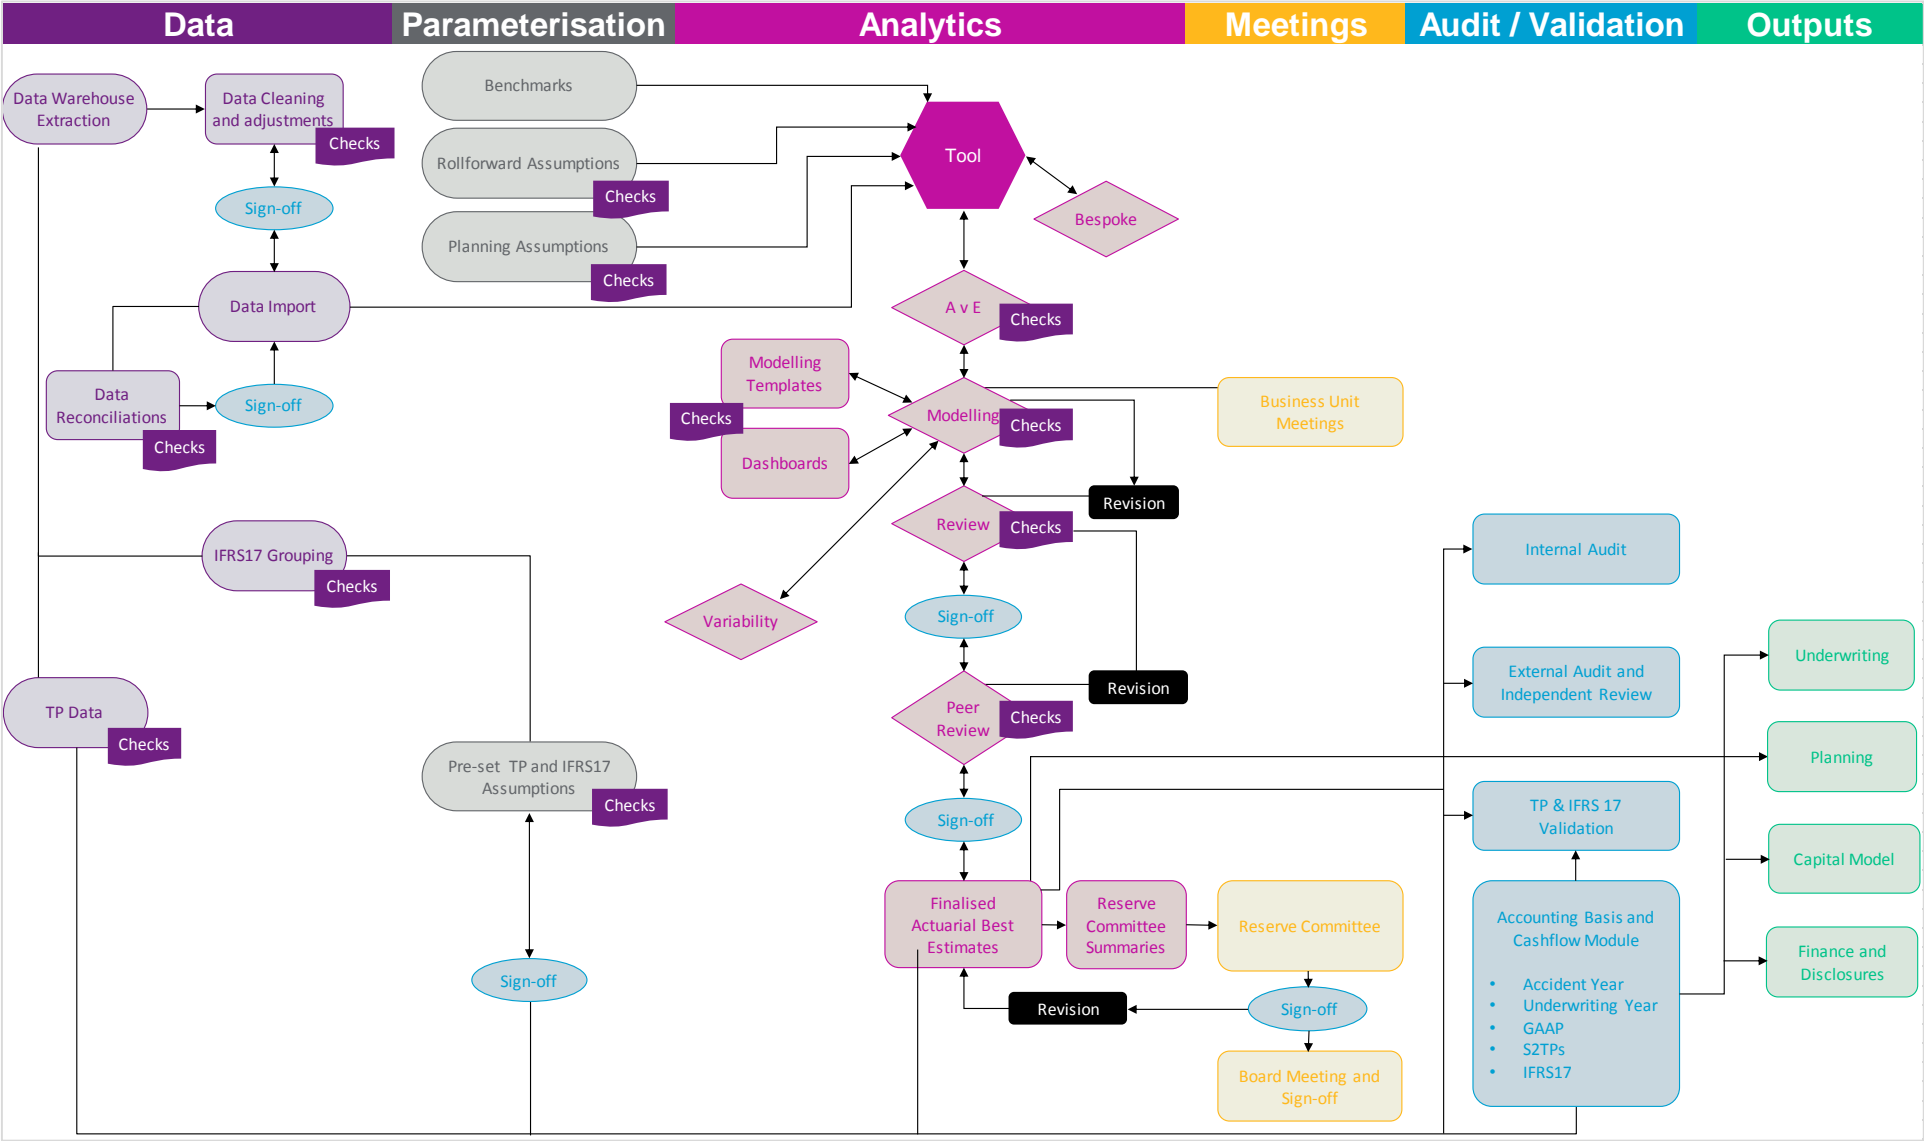 Data
Parameterisation
Analytics
Meetings
Audit / Validation
Outputs
Data Warehouse
Extraction
Data Cleaning
and adjustments
Checks
Sign-off
Data Import
Data
Reconciliations
Checks
Sign-off
IFRS17 Grouping
Checks
TP Data
Checks
Benchmarks
Rollforward Assumptions
Checks
Planning Assumptions
Checks
Pre-set TP and IFRS17
Assumptions
Checks
Sign-off
Tool
Bespoke
A v E
Checks
Modelling
Templates
Checks
Dashboards
Modelling
Checks
Revision
Review
Checks
Variability
Sign-off
Revision
Peer
Review
Checks
Sign-off
Finalised
Actuarial Best
Estimates
Reserve
Committee
Summaries
Revision
Business Unit
Meetings
Reserve Committee
Sign-off
Board Meeting and
Sign-off
Internal Audit
External Audit and
Independent Review
TP & IFRS 17
Validation
Accounting Basis and
Cashflow Module
• Accident Year
• Underwriting Year
• GAAP
• S2TPs
• IFRS17
Underwriting
Planning
Capital Model
Finance and
Disclosures